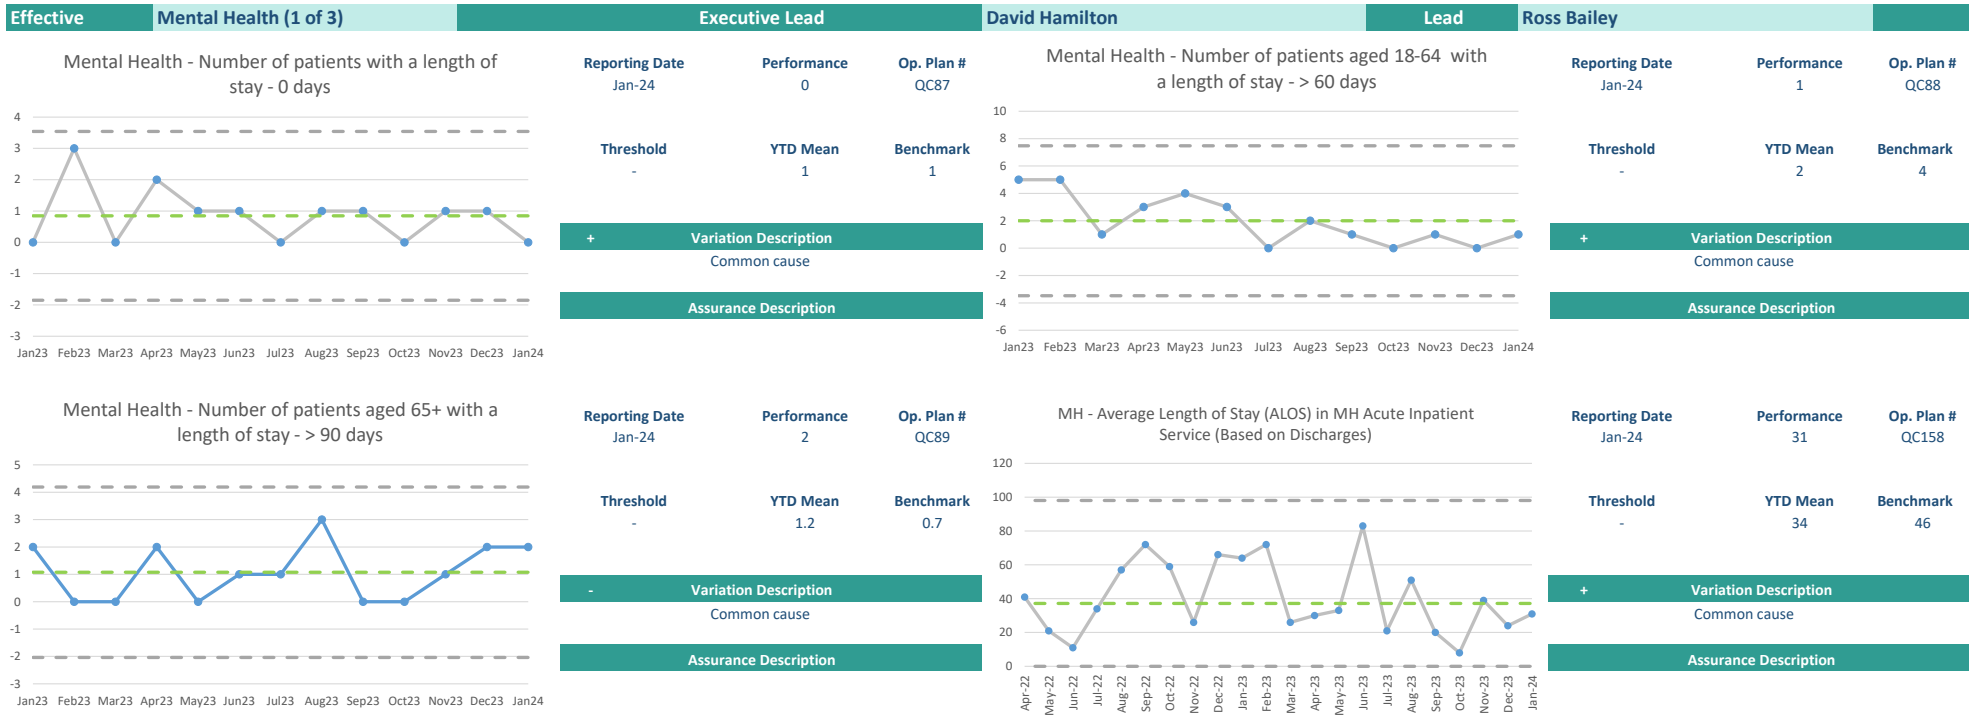 Effective Mental Health (1 of 3) Executive Lead David Hamilton Lead Ross Bailey
Mental Health - Number of patients with a length of
stay - 0 days
4
3
2
1
0
-1
-2
-3
Jan23 Feb23 Mar23 Apr23 May23 Jun23 Jul23 Aug23 Sep23 Oct23 Nov23 Dec23 Jan24
Reporting Date Performance Op. Plan #
Jan-24 0 QC87
Threshold YTD Mean Benchmark
- 1 1
+ Variation Description
Common cause
Assurance Description
Mental Health - Number of patients aged 18-64 with
a length of stay - > 60 days
10
8
6
4
2
0
-2
-4
-6
Jan23 Feb23 Mar23 Apr23 May23 Jun23 Jul23 Aug23 Sep23 Oct23 Nov23 Dec23 Jan24
Reporting Date Performance Op. Plan #
Jan-24 1 QC88
Threshold YTD Mean Benchmark
- 2 4
+ Variation Description
Common cause
Assurance Description
Mental Health - Number of patients aged 65+ with a
length of stay - > 90 days
5
4
3
2
1
0
-1
-2
-3
Jan23 Feb23 Mar23 Apr23 May23 Jun23 Jul23 Aug23 Sep23 Oct23 Nov23 Dec23 Jan24
Reporting Date Performance Op. Plan #
Jan-24 2 QC89
Threshold YTD Mean Benchmark
- 1.2 0.7
- Variation Description
Common cause
Assurance Description
MH - Average Length of Stay (ALOS) in MH Acute Inpatient
Service (Based on Discharges)
120
100
80
60
40
20
0
Apr-22 May-22 Jun-22 Jul-22 Aug-22 Sep-22 Oct-22 Nov-22 Dec-22 Jan-23 Feb-23 Mar-23 Apr-23 May-23 Jun-23 Jul-23 Aug-23 Sep-23 Oct-23 Nov-23 Dec-23 Jan-24
Reporting Date Performance Op. Plan #
Jan-24 31 QC158
Threshold YTD Mean Benchmark
- 34 46
+ Variation Description
Common cause
Assurance Description